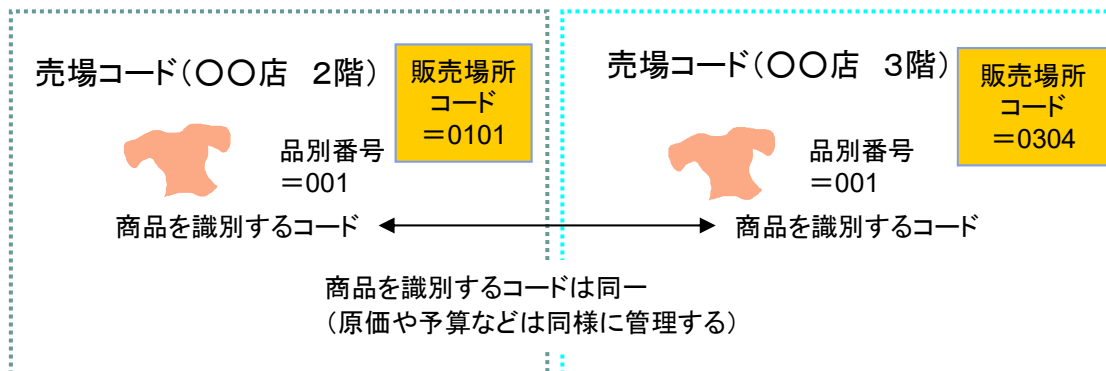 売場コード(〇〇店　2階)
販売場所
コード
＝0101
品別番号
＝001
商品を識別するコード
売場コード(〇〇店　3階)
販売場所
コード
＝0304
品別番号
＝001
商品を識別するコード
商品を識別するコードは同一
(原価や予算などは同様に管理する)